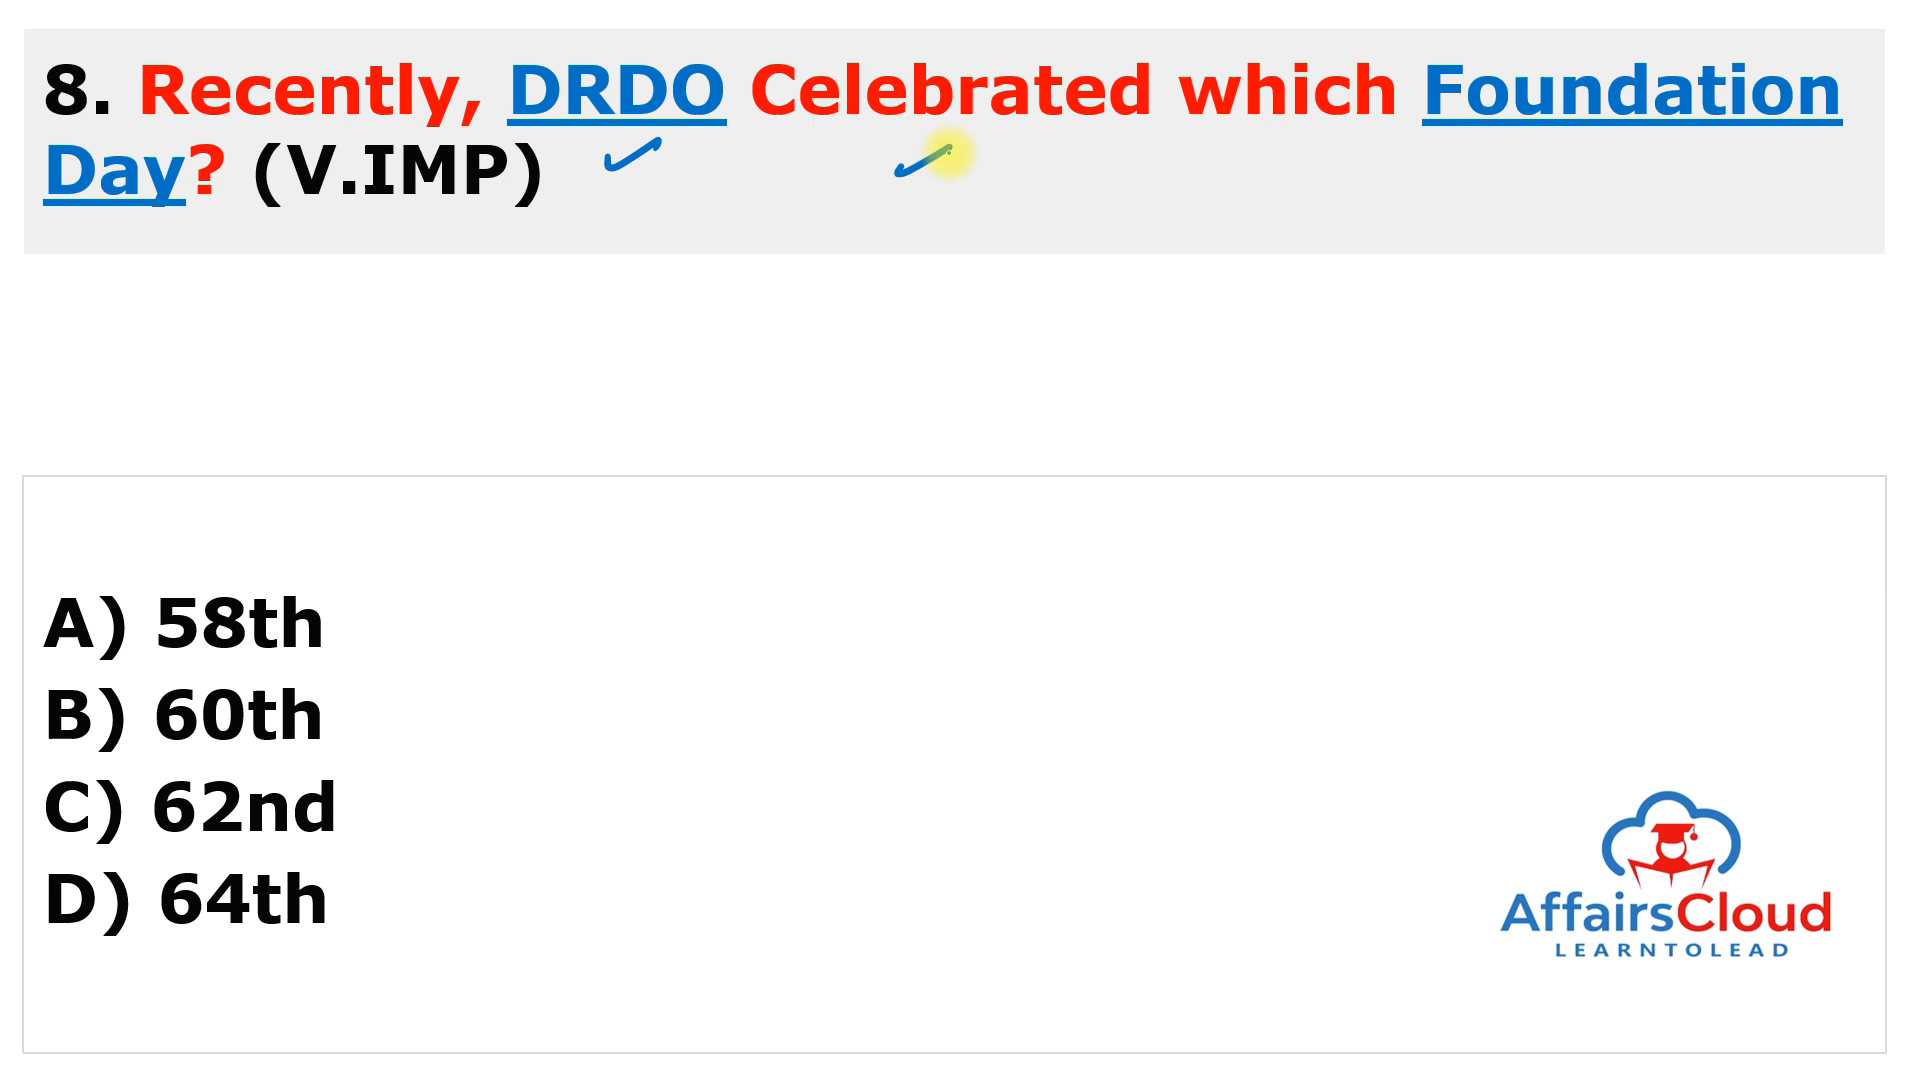 8. Recently, DRDO Celebrated which Foundation
Day? (V.IMP)
A) 58th
B) 60th
C) 62nd
D) 64th
AffairsCloud
LEARNTOLEAD